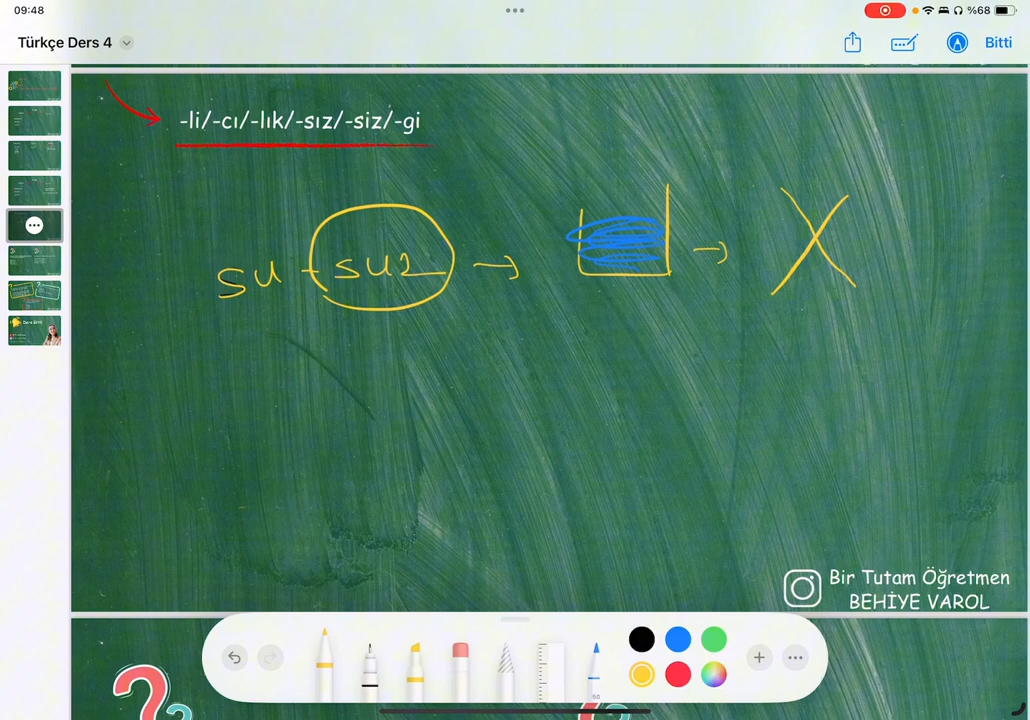 09:48
%68
Türkçe Ders 4
Bitti
-li/-cı/-lık/-sız/-siz/-gi
su-suz → → X
Bir Tutam Öğretmen
BEHİYE VAROL
50
??